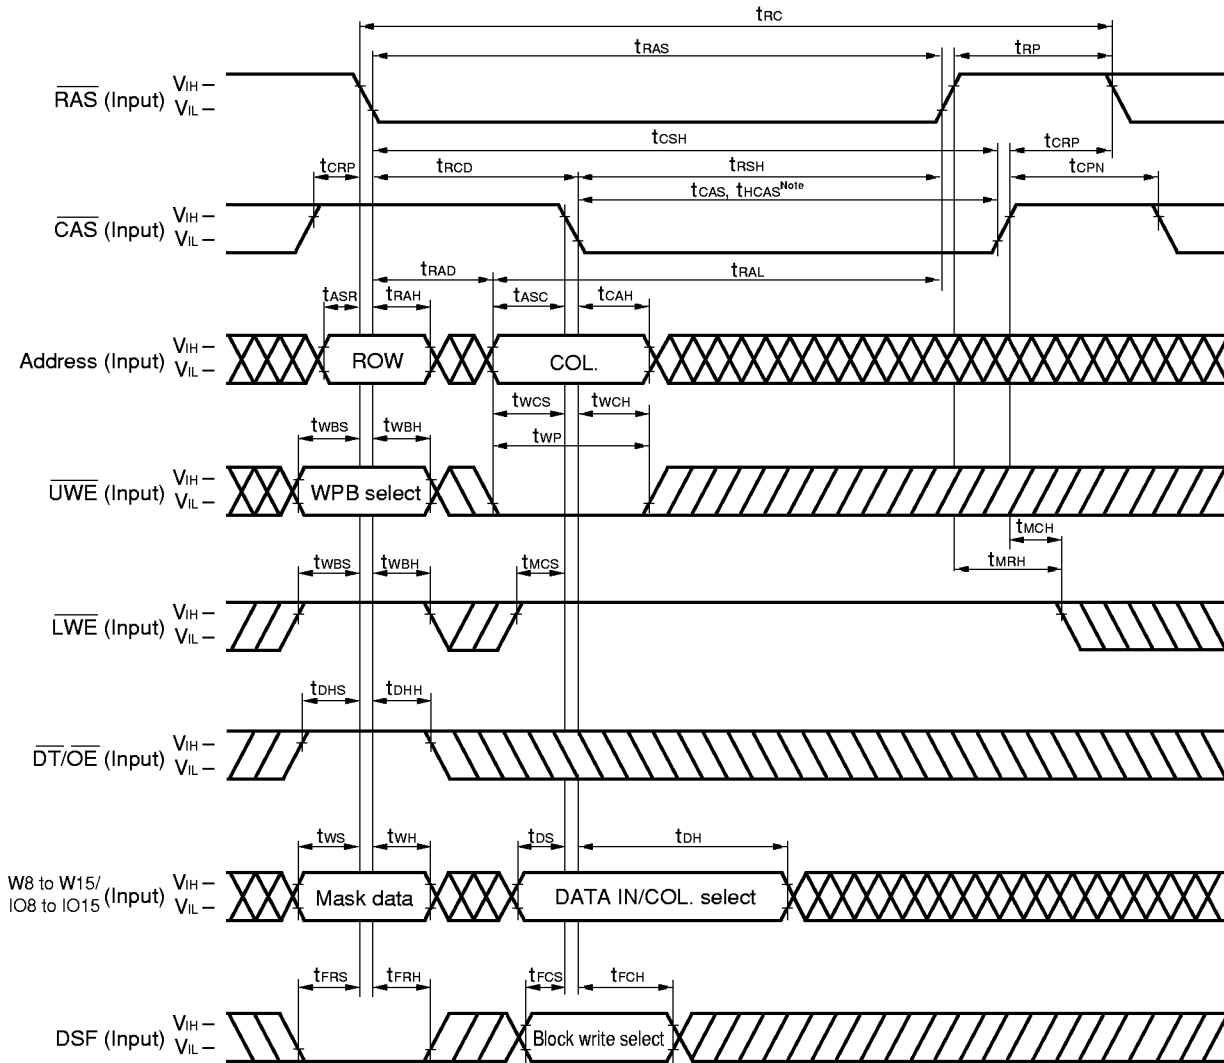 tRC
tRAS tRP
RAS (Input) VIH –
VIL –
tCSH tCRP
tCRP tRCD tRSH tCPN
tCAS, tHCAS Note
CAS (Input) VIH –
VIL –
tRAD tRAL
tASR tRAH tASC tCAH
Address (Input) VIH – ROW COL.
VIL –
tWCS tWCH
tWBS tWBH tWP
UWE (Input) VIH – WPB select
VIL –
tMCH
tWBS tWBH tMCS tMRH
LWE (Input) VIH –
VIL –
tDHS tDHH
DT/OE (Input) VIH –
VIL –
tWS tWH tDS tDH
W8 to W15/
IO8 to IO15 (Input) VIH – Mask data DATA IN/COL. select
VIL –
tFRS tFRH tFCS tFCH
DSF (Input) VIH – Block write select
VIL –